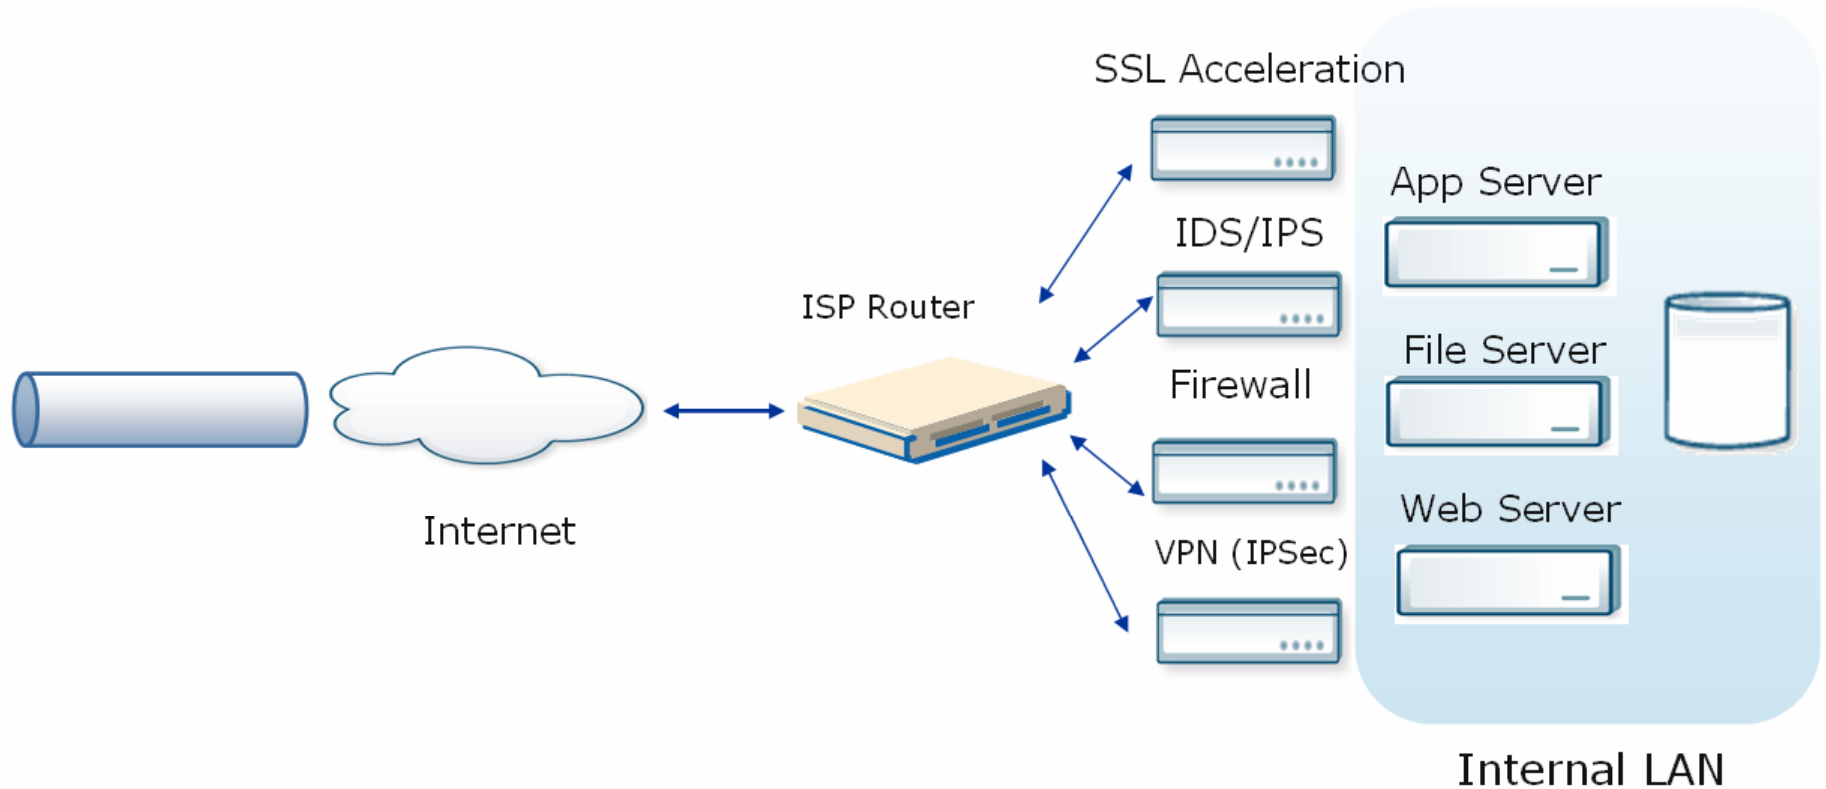 SSL Acceleration
App Server
IDS/IPS
ISP Router
File Server
Firewall
Web Server
Internet
VPN (IPSec)
Internal LAN